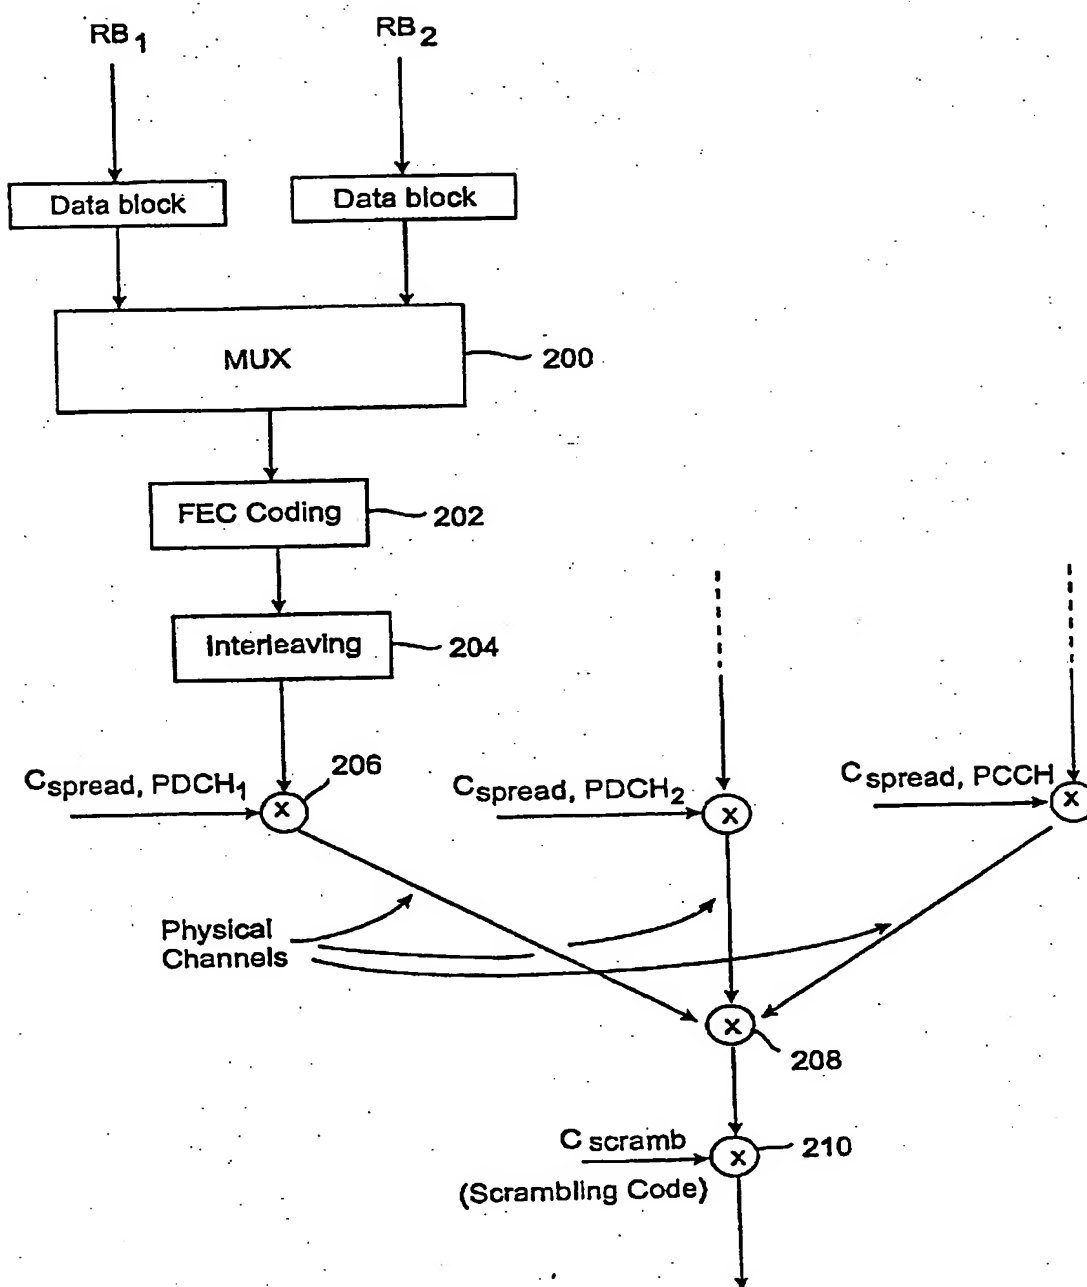 RB1
RB2
Data block
Data block
MUX
200
FEC Coding
202
Interleaving
204
Cspread, PDCH1
206
X
Cspread, PDCH2
X
Cspread, PCCH
X
Physical
Channels
X
208
Cscramb
(Scrambling Code)
X
210